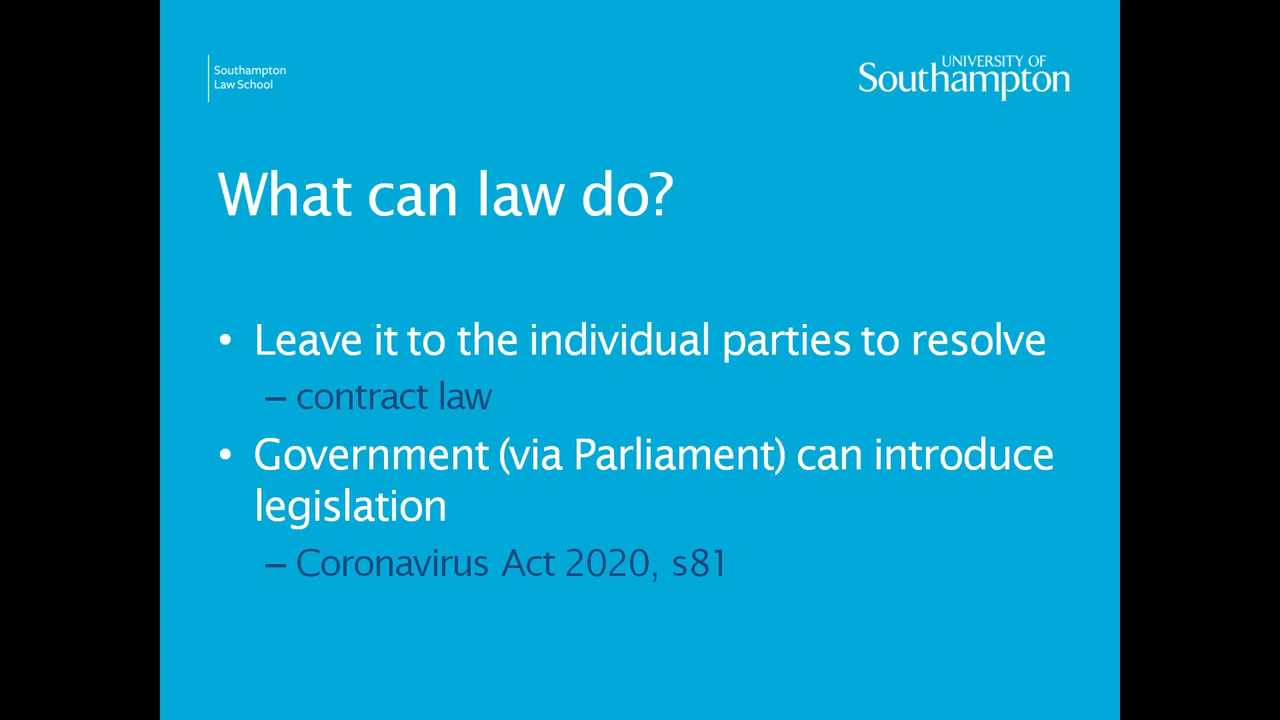 Southampton
Law School
UNIVERSITY OF
Southampton
What can law do?
• Leave it to the individual parties to resolve
– contract law
• Government (via Parliament) can introduce
legislation
– Coronavirus Act 2020, s81